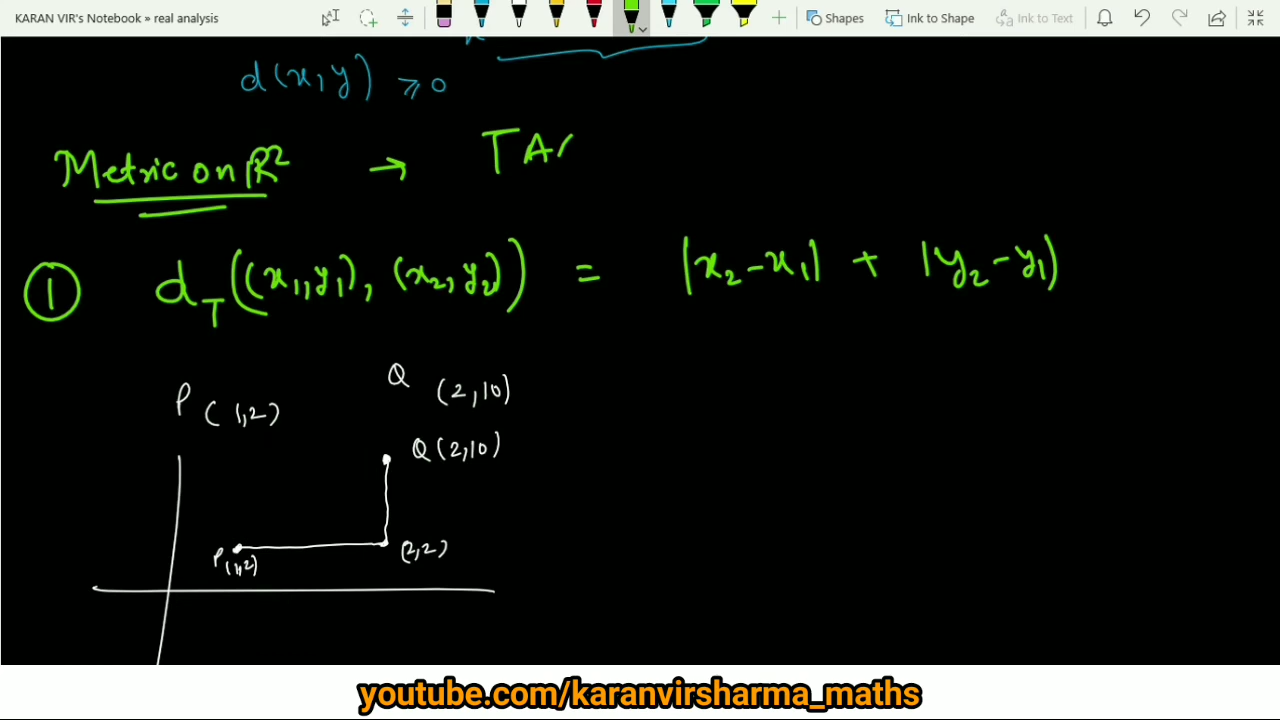 KARAN VIR's Notebook » real analysis
Shapes
Ink to Shape
Ink to Text
d(x,y) ⩾0
Metric on ℝ² → TA
① d_T((x₁,y₁), (x₂,y₂)) = |x₂-x₁| + |y₂-y₁|
P (1,2)
Q (2,10)
Q(2,10)
P(1,2)
(2,2)
youtube.com/karanvirsharma_maths